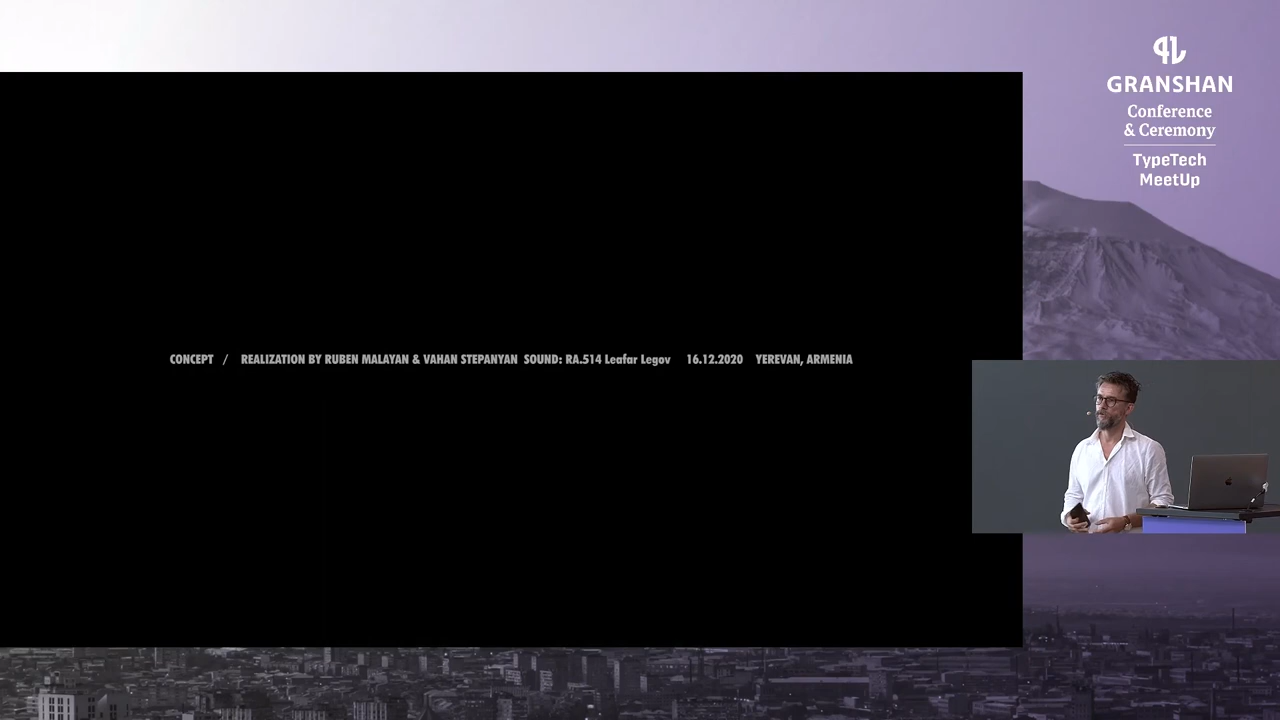 GRANSHAN
Conference
& Ceremony
TypeTech
MeetUp
CONCEPT / REALIZATION BY RUBEN MALAYAN & VAHAN STEPANYAN SOUND: RA.514 Leafar Legov 16.12.2020 YEREVAN, ARMENIA